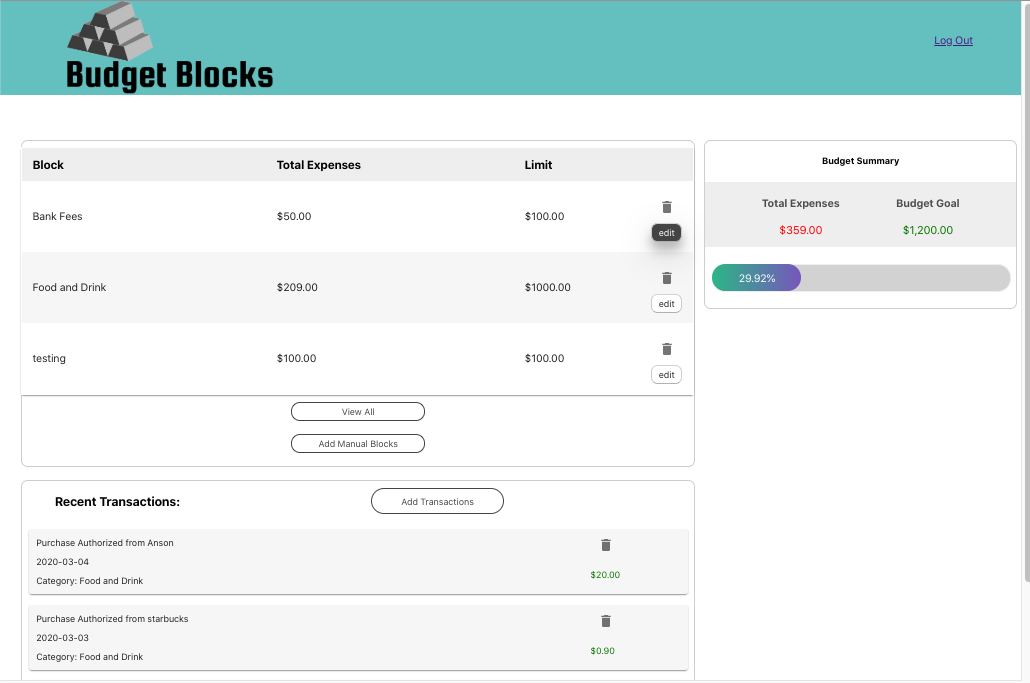 Budget Blocks
Log Out
Block Total Expenses Limit
Bank Fees $50.00 $100.00
edit
Food and Drink $209.00 $1000.00
edit
testing $100.00 $100.00
edit
View All
Add Manual Blocks
Budget Summary
Total Expenses Budget Goal
$359.00 $1,200.00
29.92%
Recent Transactions: Add Transactions
Purchase Authorized from Anson
2020-03-04
Category: Food and Drink
$20.00
Purchase Authorized from starbucks
2020-03-03
Category: Food and Drink
$0.90